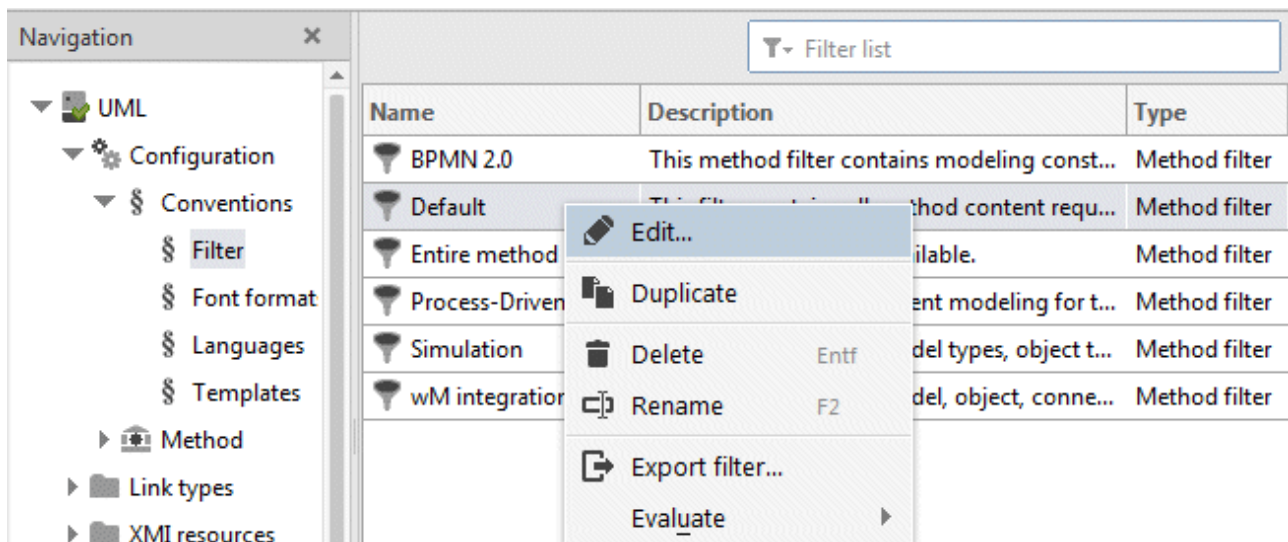 Navigation ×
Filter list
UML
Configuration
§ Conventions
§ Filter
§ Font format
§ Languages
§ Templates
Method
Link types
XMI resources
Name Description Type
BPMN 2.0 This method filter contains modeling const... Method filter
Default requ... Method filter
Entire method ilable. Method filter
Process-Driven ent modeling for t... Method filter
Simulation del types, object t... Method filter
wM integration del, object, conne... Method filter
Edit...
Duplicate
Delete Entf
Rename F2
Export filter...
Evaluate